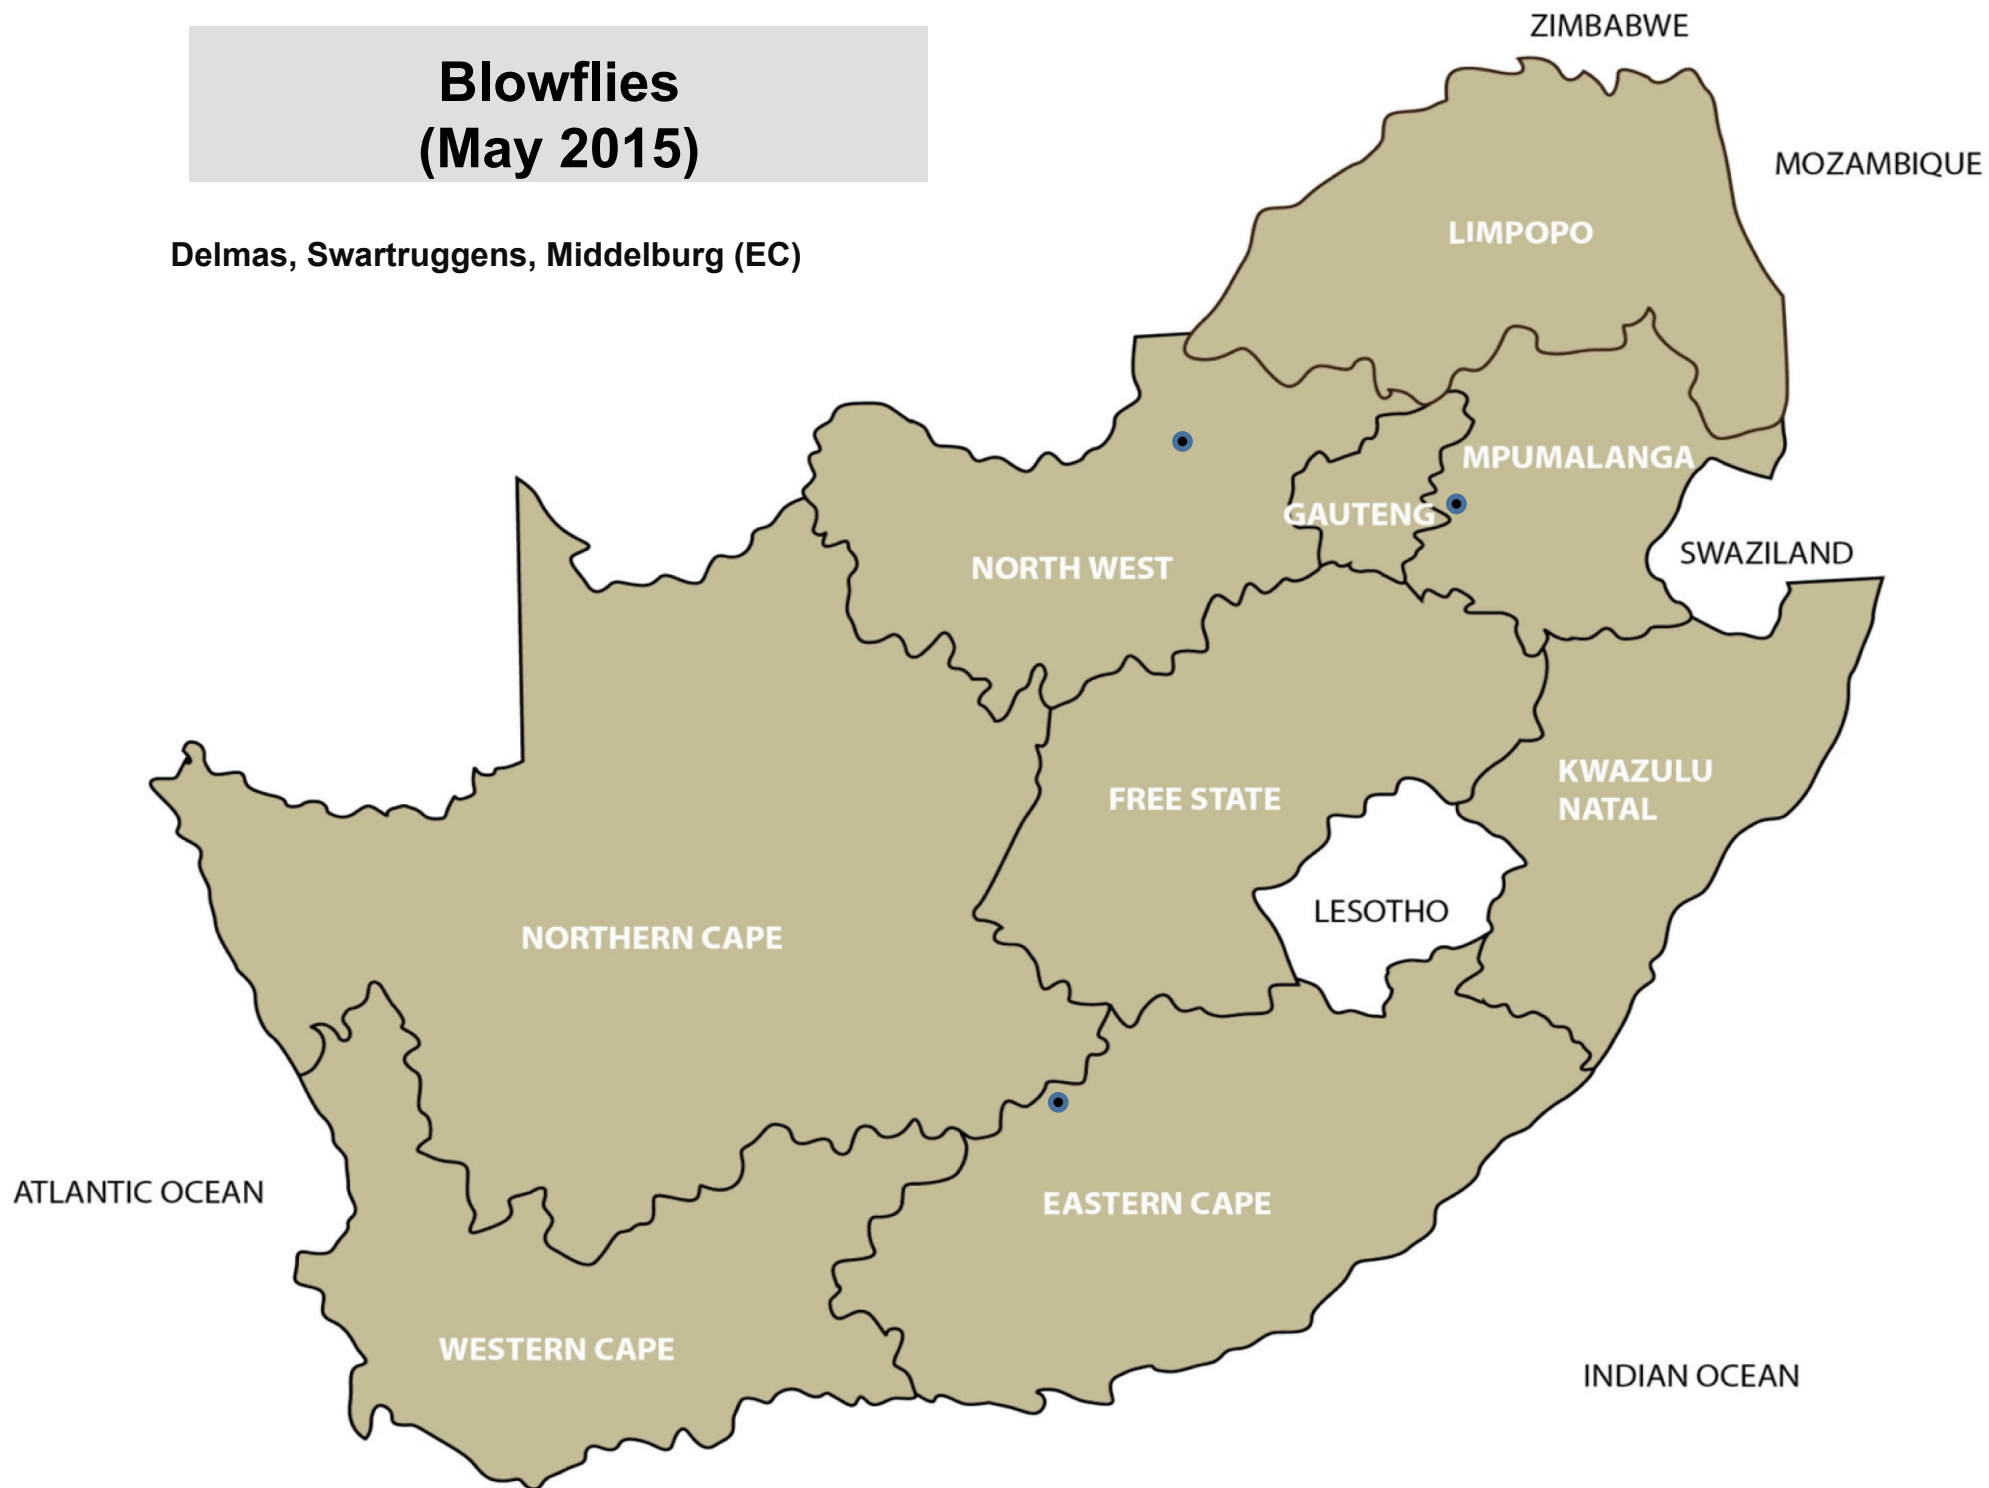 Blowflies
(May 2015)
Delmas, Swartruggens, Middelburg (EC)
ZIMBABWE
MOZAMBIQUE
LIMPOPO
MPUMALANGA
GAUTENG
SWAZILAND
NORTH WEST
KWAZULU
NATAL
FREE STATE
LESOTHO
NORTHERN CAPE
ATLANTIC OCEAN
EASTERN CAPE
WESTERN CAPE
INDIAN OCEAN